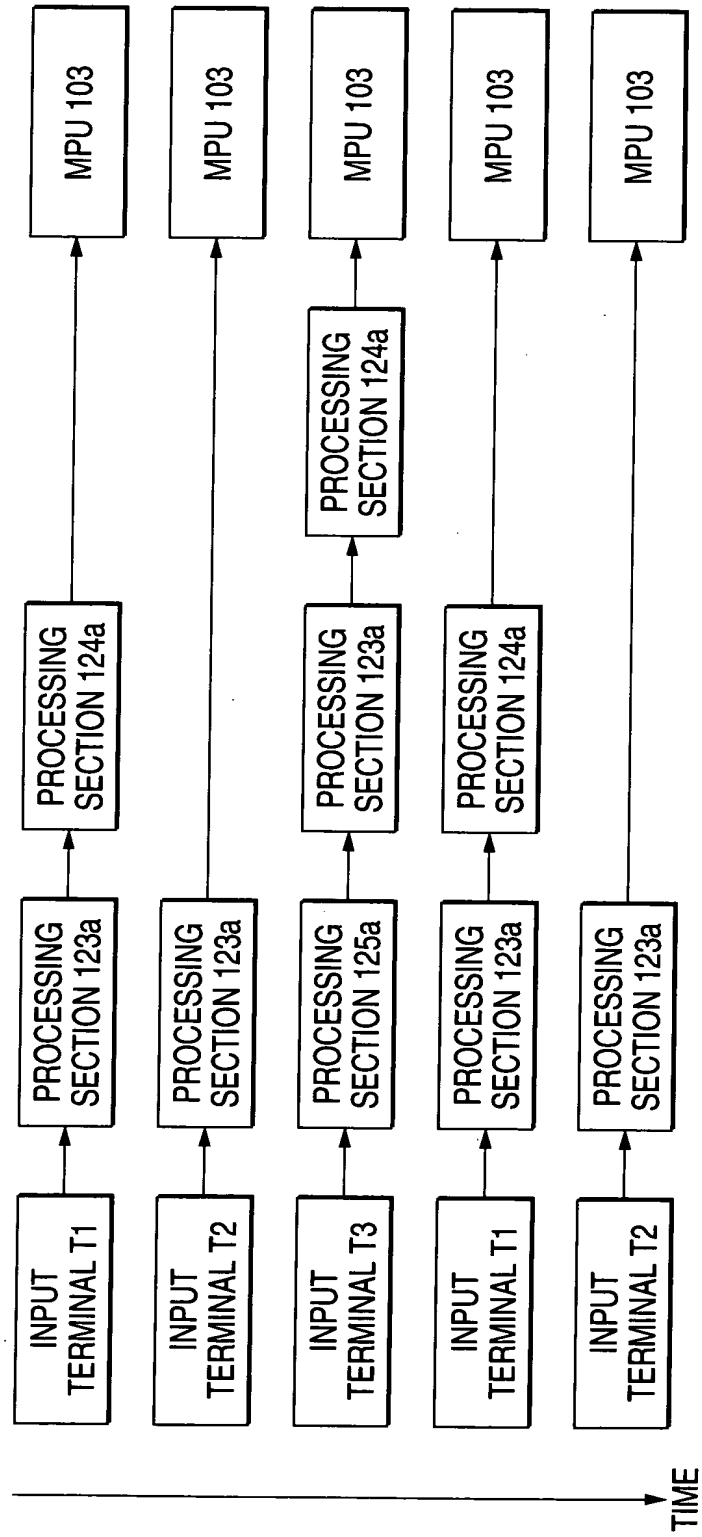 INPUT
TERMINAL T1
PROCESSING
SECTION 123a
PROCESSING
SECTION 124a
MPU 103
INPUT
TERMINAL T2
PROCESSING
SECTION 123a
MPU 103
INPUT
TERMINAL T3
PROCESSING
SECTION 125a
PROCESSING
SECTION 123a
PROCESSING
SECTION 124a
MPU 103
INPUT
TERMINAL T1
PROCESSING
SECTION 123a
PROCESSING
SECTION 124a
MPU 103
INPUT
TERMINAL T2
PROCESSING
SECTION 123a
MPU 103
TIME